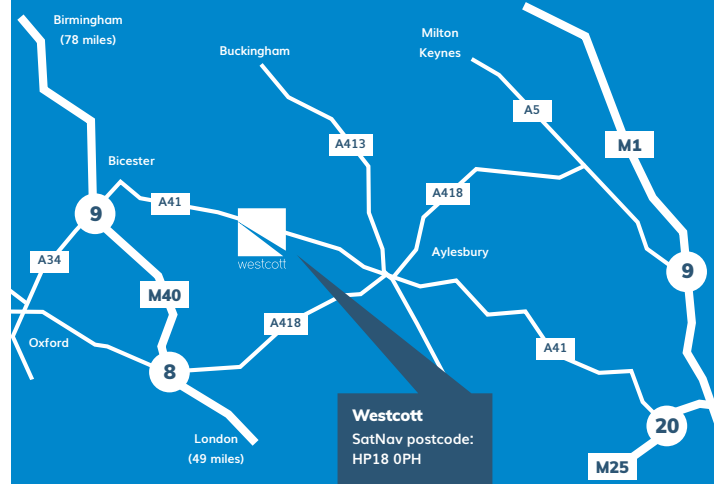 Birmingham
(78 miles)
Buckingham
Milton
Keynes
A5
A413
M1
Bicester
A418
A41
9
westcott
Aylesbury
A34
9
M40
A418
Oxford
A41
8
Westcott
SatNav postcode:
HP18 0PH
London
(49 miles)
20
M25